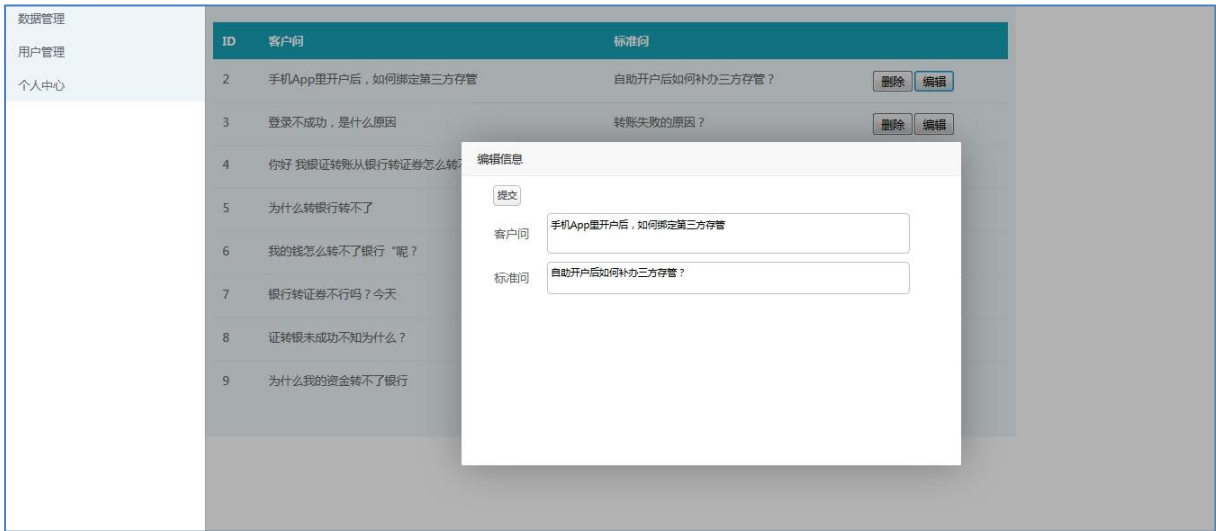 数据管理
用户管理
个人中心
ID 客户问 标准问
2 手机App里开户后，如何绑定第三方存管 自助开户后如何补办三方存管？ 删除 编辑
3 登录不成功，是什么原因 转账失败的原因？ 删除 编辑
4 你好 我银证转账从银行转证券怎么转
5 为什么转银行转不了
6 我的钱怎么转不了银行“呢？
7 银行转证券不行吗？今天
8 证转银未成功不知为什么？
9 为什么我的资金转不了银行
编辑信息
提交
客户问 手机App里开户后，如何绑定第三方存管
标准问 自助开户后如何补办三方存管？